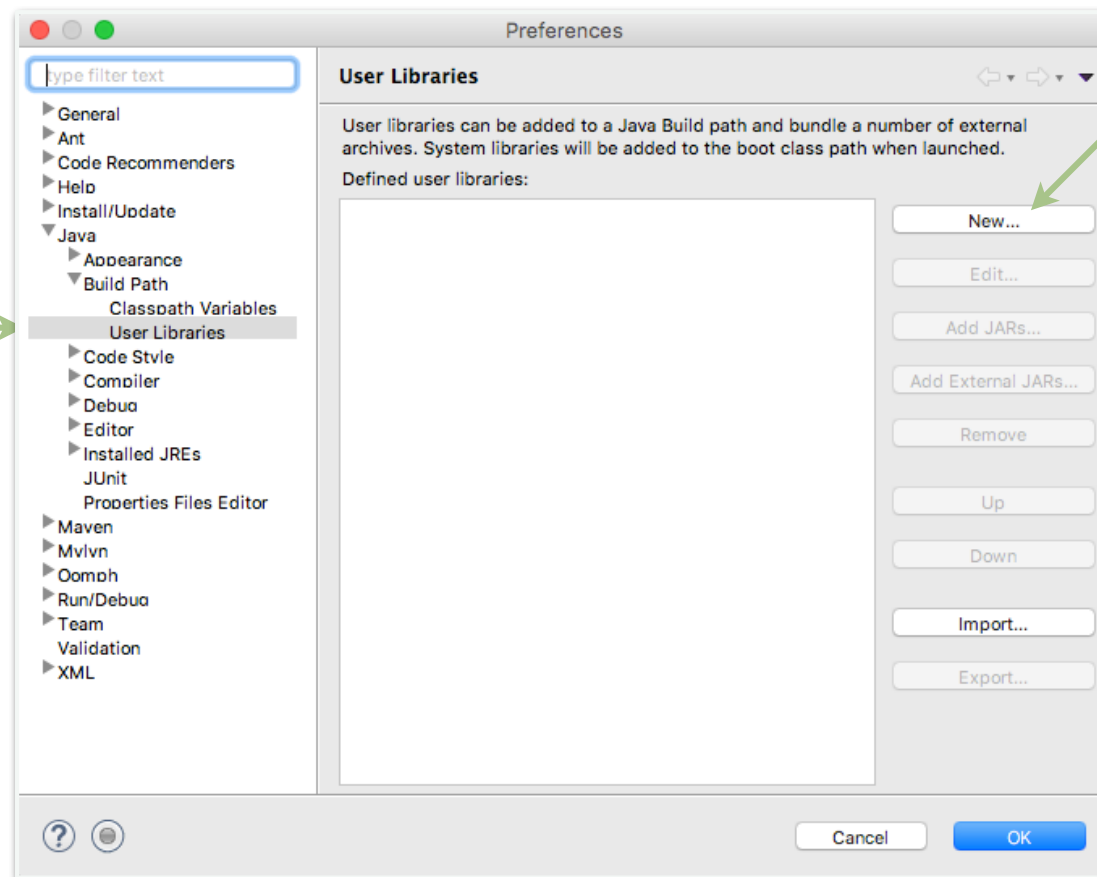 Preferences
type filter text
General
Ant
Code Recommenders
Help
Install/Update
Java
Appearance
Build Path
Classpath Variables
User Libraries
Code Style
Compiler
Debug
Editor
Installed JREs
JUnit
Properties Files Editor
Maven
Mylyn
Oomph
Run/Debug
Team
Validation
XML
User Libraries
User libraries can be added to a Java Build path and bundle a number of external
archives. System libraries will be added to the boot class path when launched.
Defined user libraries:
New...
Edit...
Add JARs...
Add External JARs...
Remove
Up
Down
Import...
Export...
?
Cancel
OK